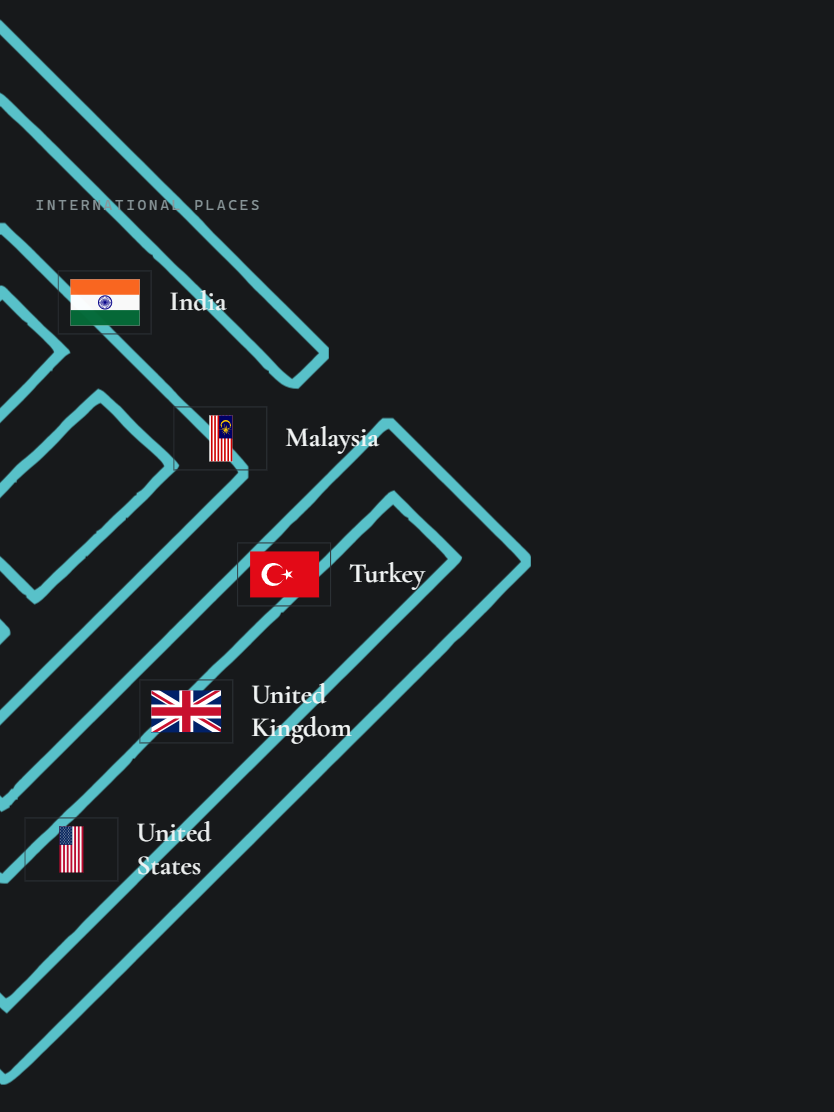 INTERNATIONAL PLACES
India
Malaysia
Turkey
United
Kingdom
United
States